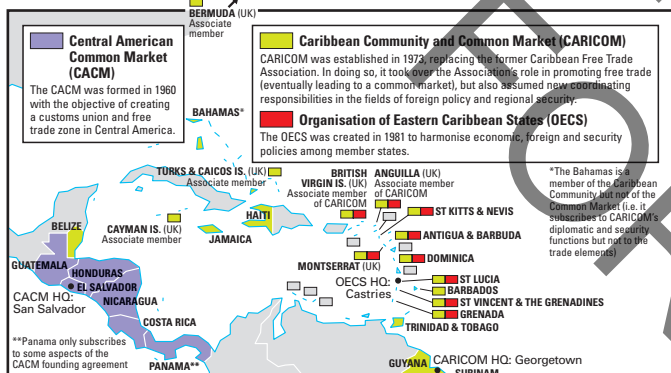 BERMUDA (UK)
Associate
member
Central American
Common Market
(CACM)
The CACM was formed in 1960
with the objective of creating
a customs union and free
trade zone in Central America.
Caribbean Community and Common Market (CARICOM)
CARICOM was established in 1973, replacing the former Caribbean Free Trade
Association. In doing so, it took over the Association's role in promoting free trade
(eventually leading to a common market), but also assumed new coordinating
responsibilities in the fields of foreign policy and regional security.
Organisation of Eastern Caribbean States (OECS)
The OECS was created in 1981 to harmonise economic, foreign and security
policies among member states.
BAHAMAS*
TURKS & CAICOS IS. (UK)
Associate member
BRITISH
VIRGIN IS. (UK)
Associate member
of CARICOM
ANGUILLA (UK)
Associate member
of CARICOM
*The Bahamas is a
member of the Caribbean
Community but not of the
Common Market (i.e. it
subscribes to CARICOM's
diplomatic and security
functions but not to the
trade elements)
BELIZE
CAYMAN IS. (UK)
Associate member
HAITI
JAMAICA
ST KITTS & NEVIS
ANTIGUA & BARBUDA
MONTSERRAT (UK)
DOMINICA
GUATEMALA
HONDURAS
EL SALVADOR
NICARAGUA
CACM HQ:
San Salvador
COSTA RICA
OECS HQ:
Castries
ST LUCIA
BARBADOS
ST VINCENT & THE GRENADINES
GRENADA
TRINIDAD & TOBAGO
**Panama only subscribes
to some aspects of the
CACM founding agreement
PANAMA**
GUYANA
CARICOM HQ: Georgetown
SURINAM